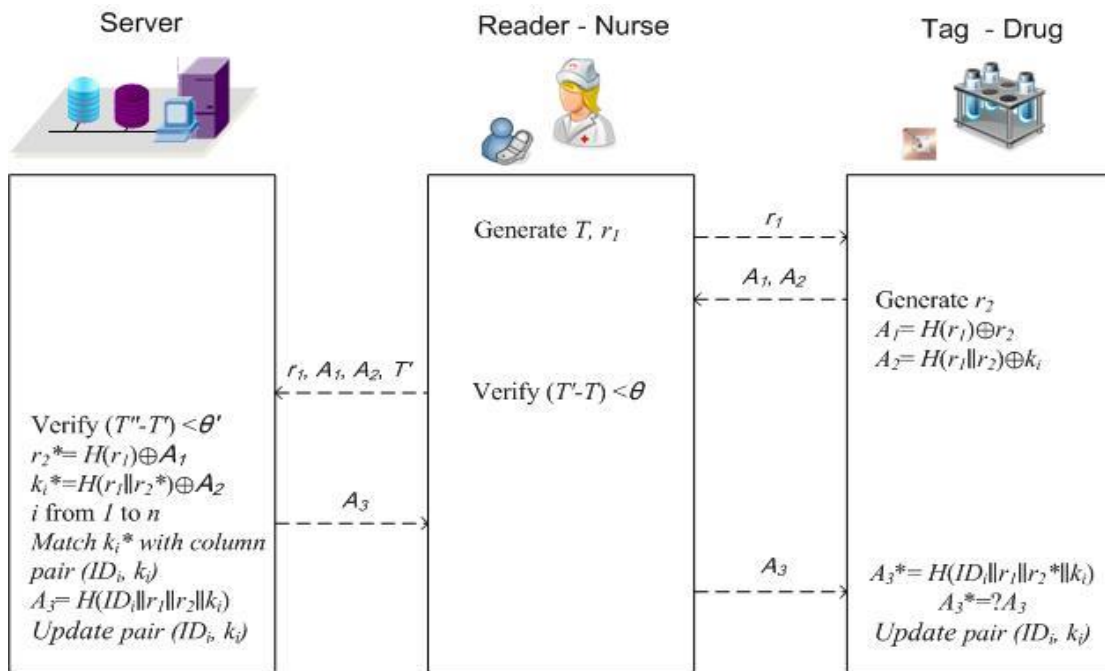 Server
Reader - Nurse
Tag - Drug
Generate T, r₁
r₁
A₁, A₂
Generate r₂
A₁= H(r₁)⊕r₂
A₂= H(r₁||r₂)⊕kᵢ
r₁, A₁, A₂, T'
Verify (T'-T) <θ
Verify (T''-T') <θ'
r₂*= H(r₁)⊕A₁
kᵢ*=H(r₁||r₂*)⊕A₂
i from 1 to n
Match kᵢ* with column
pair (IDᵢ, kᵢ)
A₃= H(IDᵢ||r₁||r₂||kᵢ)
Update pair (IDᵢ, kᵢ)
A₃
A₃
A₃*= H(IDᵢ||r₁||r₂*||kᵢ)
A₃*=?A₃
Update pair (IDᵢ, kᵢ)